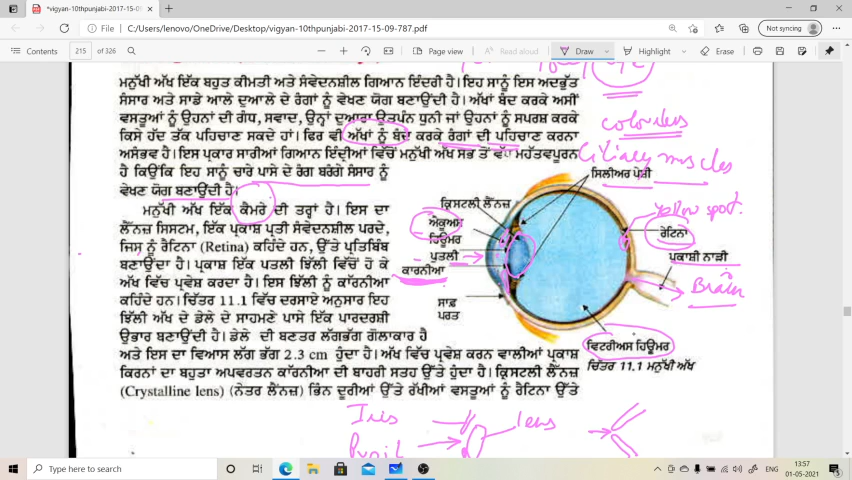 *vigyan-10thpunjabi-2017-15-09-
File | C:/Users/lenovo/OneDrive/Desktop/vigyan-10thpunjabi-2017-15-09-787.pdf
Not syncing
Contents
215 of 326
Page view
Read aloud
Draw
Highlight
Erase
ਮਨੁੱਖੀ ਅੱਖ ਇੱਕ ਬਹੁਤ ਕੀਮਤੀ ਅਤੇ ਸੰਵੇਦਨਸ਼ੀਲ ਗਿਆਨ ਇੰਦਰੀ ਹੈ। ਇਹ ਸਾਨੂੰ ਇਸ ਅਦਭੁੱਤ
ਸੰਸਾਰ ਅਤੇ ਸਾਡੇ ਆਲੇ ਦੁਆਲੇ ਦੇ ਰੰਗਾਂ ਨੂੰ ਵੇਖਣ ਯੋਗ ਬਣਾਉਂਦੀ ਹੈ। ਅੱਖਾਂ ਬੰਦ ਕਰਕੇ ਅਸੀਂ
ਵਸਤੂਆਂ ਨੂੰ ਉਹਨਾਂ ਦੀ ਗੰਧ, ਸਵਾਦ, ਉਨ੍ਹਾਂ ਦੁਆਰਾ ਉਤਪੰਨ ਧੁਨੀ ਜਾਂ ਉਹਨਾਂ ਨੂੰ ਸਪਰਸ਼ ਕਰਕੇ
ਕਿਸੇ ਹੱਦ ਤੱਕ ਪਹਿਚਾਣ ਸਕਦੇ ਹਾਂ। ਫਿਰ ਵੀ ਅੱਖਾਂ ਨੂੰ ਬੰਦ ਕਰਕੇ ਰੰਗਾਂ ਦੀ ਪਹਿਚਾਣ ਕਰਨਾ
colourless
ਅਸੰਭਵ ਹੈ। ਇਸ ਪ੍ਰਕਾਰ ਸਾਰੀਆਂ ਗਿਆਨ ਇੰਦ੍ਰੀਆਂ ਵਿੱਚੋਂ ਮਨੁੱਖੀ ਅੱਖ ਸਭ ਤੋਂ ਵੱਧ ਮਹੱਤਵਪੂਰਨ
ciliary muscles
ਹੈ ਕਿਉਂਕਿ ਇਹ ਸਾਨੂੰ ਚਾਰੇ ਪਾਸੇ ਦੇ ਰੰਗ ਬਰੰਗੇ ਸੰਸਾਰ ਨੂੰ
ਵੇਖਣ ਯੋਗ ਬਣਾਉਂਦੀ ਹੈ।
ਮਨੁੱਖੀ ਅੱਖ ਇੱਕ ਕੈਮਰੇ ਦੀ ਤਰ੍ਹਾਂ ਹੈ। ਇਸ ਦਾ
ਲੈੱਨਜ਼ ਸਿਸਟਮ, ਇੱਕ ਪ੍ਰਕਾਸ਼ ਪ੍ਰਤੀ ਸੰਵੇਦਨਸ਼ੀਲ ਪਰਦੇ,
ਜਿਸ ਨੂੰ ਰੈਟਿਨਾ (Retina) ਕਹਿੰਦੇ ਹਨ, ਉੱਤੇ ਪ੍ਰਤਿਬਿੰਬ
ਬਣਾਉਂਦਾ ਹੈ। ਪ੍ਰਕਾਸ਼ ਇੱਕ ਪਤਲੀ ਝਿੱਲੀ ਵਿੱਚੋਂ ਹੋ ਕੇ
ਅੱਖ ਵਿੱਚ ਪ੍ਰਵੇਸ਼ ਕਰਦਾ ਹੈ। ਇਸ ਝਿੱਲੀ ਨੂੰ ਕਾੱਰਨੀਆ
ਕਹਿੰਦੇ ਹਨ। ਚਿੱਤਰ 11.1 ਵਿੱਚ ਦਰਸਾਏ ਅਨੁਸਾਰ ਇਹ
ਝਿੱਲੀ ਅੱਖ ਦੇ ਡੇਲੇ ਦੇ ਸਾਹਮਣੇ ਪਾਸੇ ਇੱਕ ਪਾਰਦਰਸ਼ੀ
ਉਭਾਰ ਬਣਾਉਂਦੀ ਹੈ। ਡੇਲੇ ਦੀ ਬਣਤਰ ਲੱਗਭੱਗ ਗੋਲਾਕਾਰ ਹੈ
ਅਤੇ ਇਸ ਦਾ ਵਿਆਸ ਲੱਗ ਭੱਗ 2.3 cm ਹੁੰਦਾ ਹੈ। ਅੱਖ ਵਿੱਚ ਪ੍ਰਵੇਸ਼ ਕਰਨ ਵਾਲੀਆਂ ਪ੍ਰਕਾਸ਼
ਕਿਰਨਾਂ ਦਾ ਬਹੁਤਾ ਅਪਵਰਤਨ ਕਾੱਰਨੀਆ ਦੀ ਬਾਹਰੀ ਸਤਹ ਉੱਤੇ ਹੁੰਦਾ ਹੈ। ਕ੍ਰਿਸਟਲੀ ਲੈੱਨਜ਼
(Crystalline lens) (ਨੇਤਰ ਲੈੱਨਜ਼) ਭਿੰਨ ਦੂਰੀਆਂ ਉੱਤੇ ਰੱਖੀਆਂ ਵਸਤੂਆਂ ਨੂੰ ਰੈਟਿਨਾ ਉੱਤੇ
ਸਿਲੀਅਰ ਪੇਸ਼ੀ
ਕ੍ਰਿਸਟਲੀ ਲੈੱਨਜ਼
yellow spot.
ਐਕੂਅਸ
ਹਿਊਮਰ
ਰੇਟਿਨਾ
ਪੁਤਲੀ
ਪਕਾਸ਼ੀ ਨਾੜੀ
ਕਾਰਨੀਆ
Brain
ਸਾਫ਼
ਪਰਤ
ਵਿਟਰੀਅਸ ਹਿਊਮਰ
ਚਿੱਤਰ 11.1 ਮਨੁੱਖੀ ਅੱਖ
Iris
lens
Pupil
Type here to search
ENG
13:57
01-05-2021